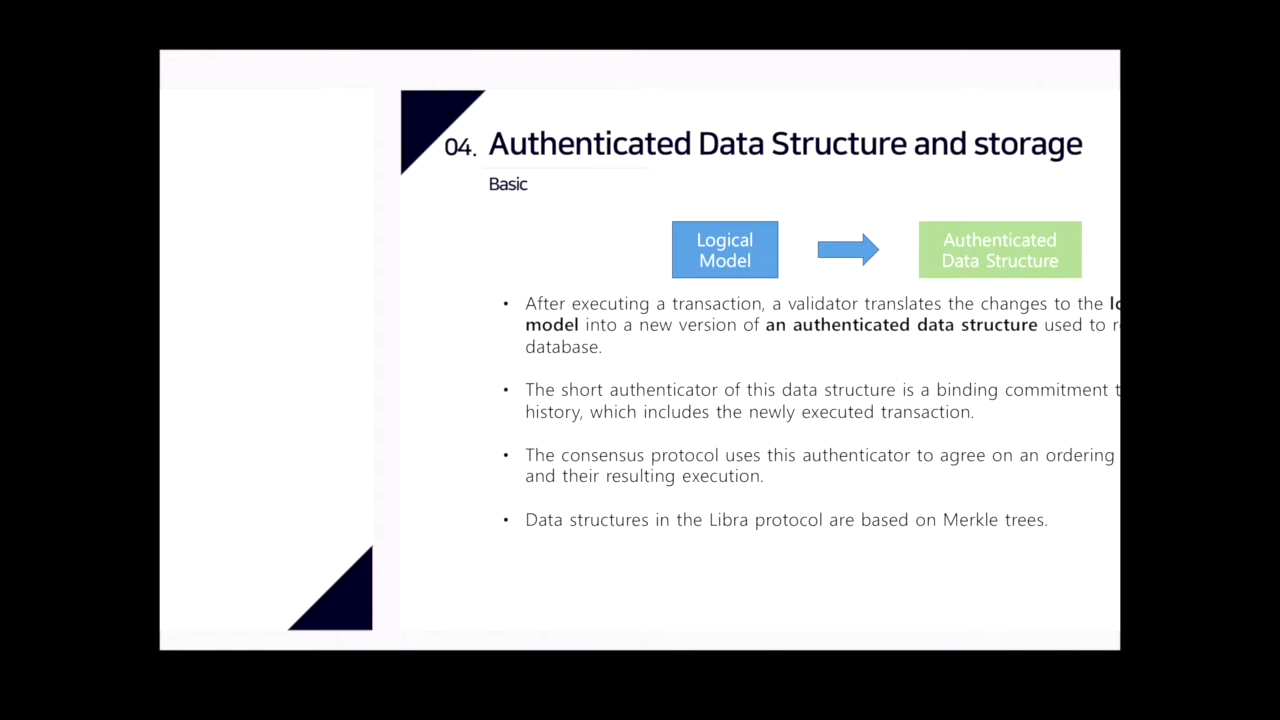 04. Authenticated Data Structure and storage
Basic
Logical
Model
Authenticated
Data Structure
• After executing a transaction, a validator translates the changes to the
model into a new version of an authenticated data structure used to
database.
• The short authenticator of this data structure is a binding commitment
history, which includes the newly executed transaction.
• The consensus protocol uses this authenticator to agree on an ordering
and their resulting execution.
• Data structures in the Libra protocol are based on Merkle trees.